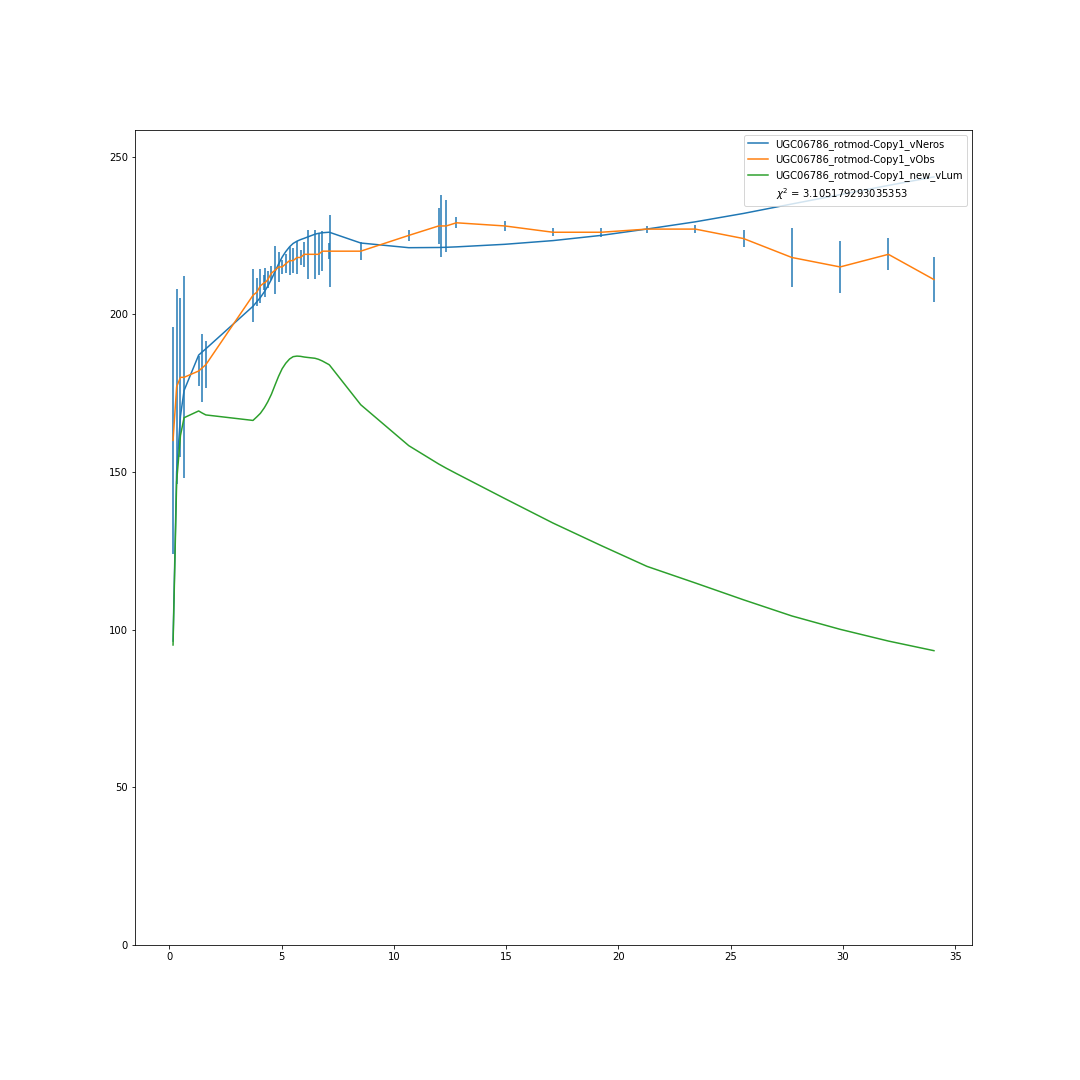 250
200
150
100
50
0
0 5 10 15 20 25 30 35
UGC06786_rotmod-Copy1_vNeros
UGC06786_rotmod-Copy1_vObs
UGC06786_rotmod-Copy1_new_vLum
χ² = 3.105179293035353